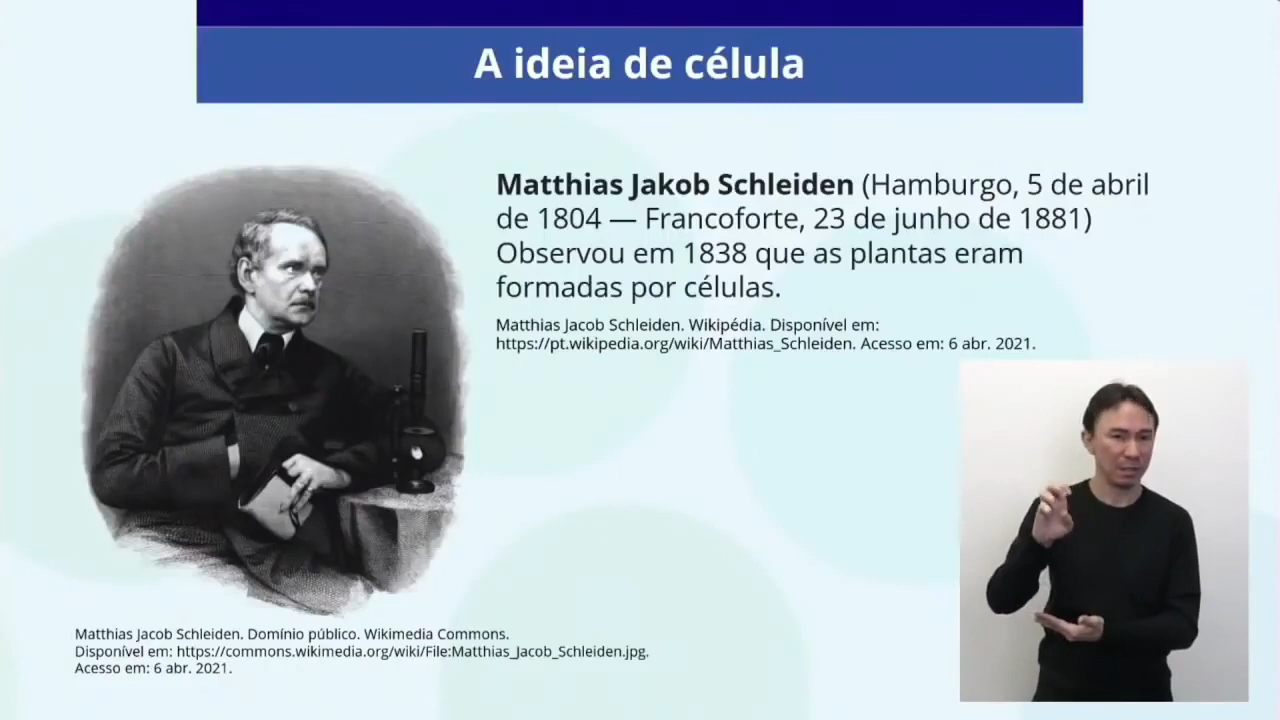 A ideia de célula
Matthias Jakob Schleiden (Hamburgo, 5 de abril
de 1804 — Francoforte, 23 de junho de 1881)
Observou em 1838 que as plantas eram
formadas por células.
Matthias Jacob Schleiden. Wikipédia. Disponível em:
https://pt.wikipedia.org/wiki/Matthias_Schleiden. Acesso em: 6 abr. 2021.
Matthias Jacob Schleiden. Domínio público. Wikimedia Commons.
Disponível em: https://commons.wikimedia.org/wiki/File:Matthias_Jacob_Schleiden.jpg.
Acesso em: 6 abr. 2021.